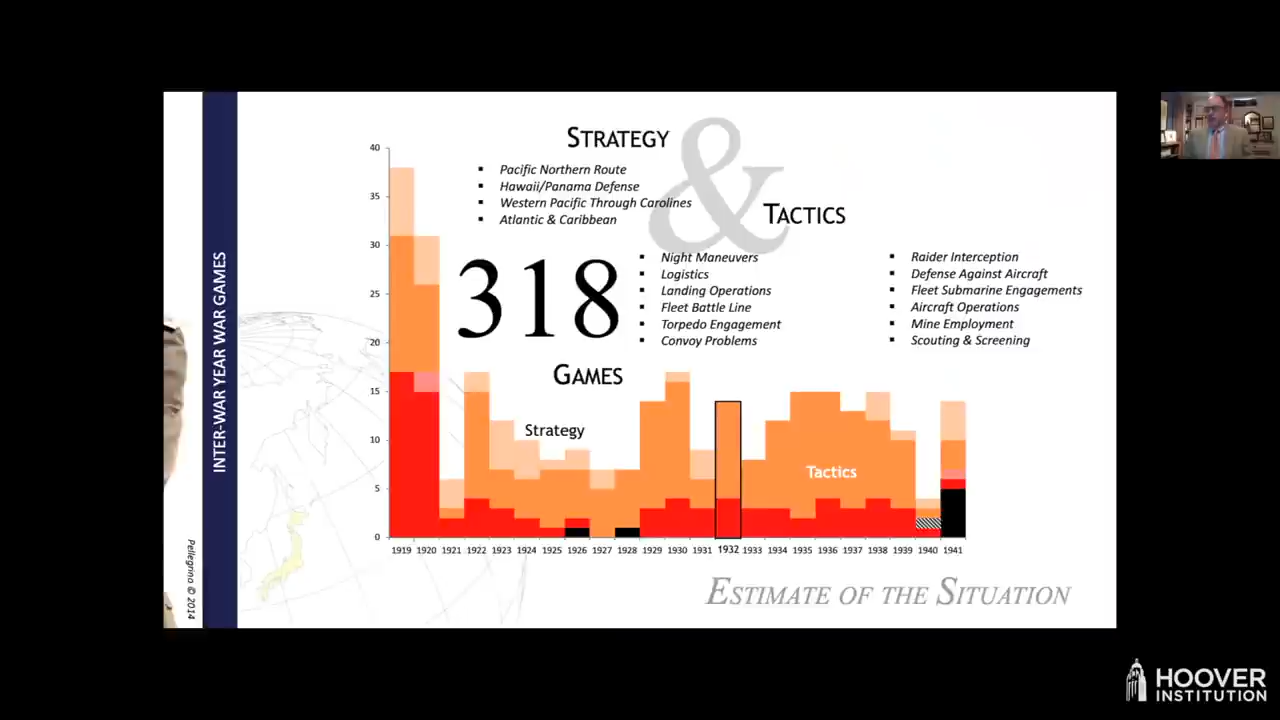 INTER-WAR YEAR WAR GAMES
Pellegrino © 2014
STRATEGY
&
▪ Pacific Northern Route
▪ Hawaii/Panama Defense
▪ Western Pacific Through Carolines
▪ Atlantic & Caribbean
TACTICS
318
GAMES
▪ Night Maneuvers
▪ Logistics
▪ Landing Operations
▪ Fleet Battle Line
▪ Torpedo Engagement
▪ Convoy Problems
▪ Raider Interception
▪ Defense Against Aircraft
▪ Fleet Submarine Engagements
▪ Aircraft Operations
▪ Mine Employment
▪ Scouting & Screening
40
35
30
25
20
15
10
5
0
Strategy
Tactics
1919 1920 1921 1922 1923 1924 1925 1926 1927 1928 1929 1930 1931 1932 1933 1934 1935 1936 1937 1938 1939 1940 1941
ESTIMATE OF THE SITUATION
HOOVER
INSTITUTION